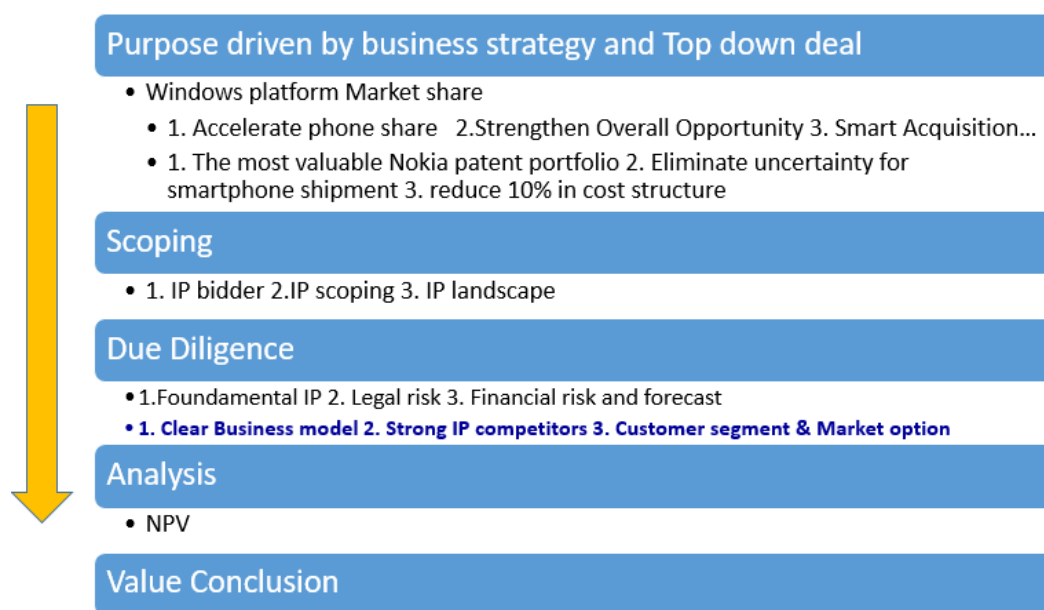 Purpose driven by business strategy and Top down deal
• Windows platform Market share
• 1. Accelerate phone share 2.Strengthen Overall Opportunity 3. Smart Acquisition...
• 1. The most valuable Nokia patent portfolio 2. Eliminate uncertainty for
smartphone shipment 3. reduce 10% in cost structure
Scoping
• 1. IP bidder 2.IP scoping 3. IP landscape
Due Diligence
•1.Foundamental IP 2. Legal risk 3. Financial risk and forecast
•1. Clear Business model 2. Strong IP competitors 3. Customer segment & Market option
Analysis
• NPV
Value Conclusion